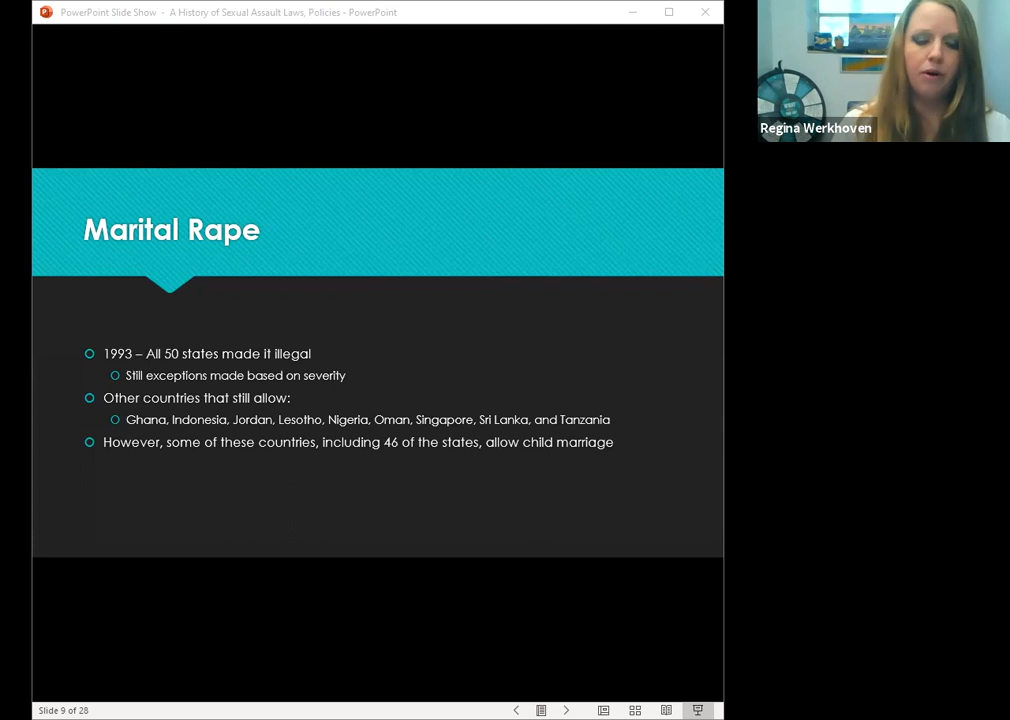 PowerPoint Slide Show - A History of Sexual Assault Laws, Policies - PowerPoint
Regina Werkhoven
Marital Rape
1993 – All 50 states made it illegal
Still exceptions made based on severity
Other countries that still allow:
Ghana, Indonesia, Jordan, Lesotho, Nigeria, Oman, Singapore, Sri Lanka, and Tanzania
However, some of these countries, including 46 of the states, allow child marriage
Slide 9 of 28